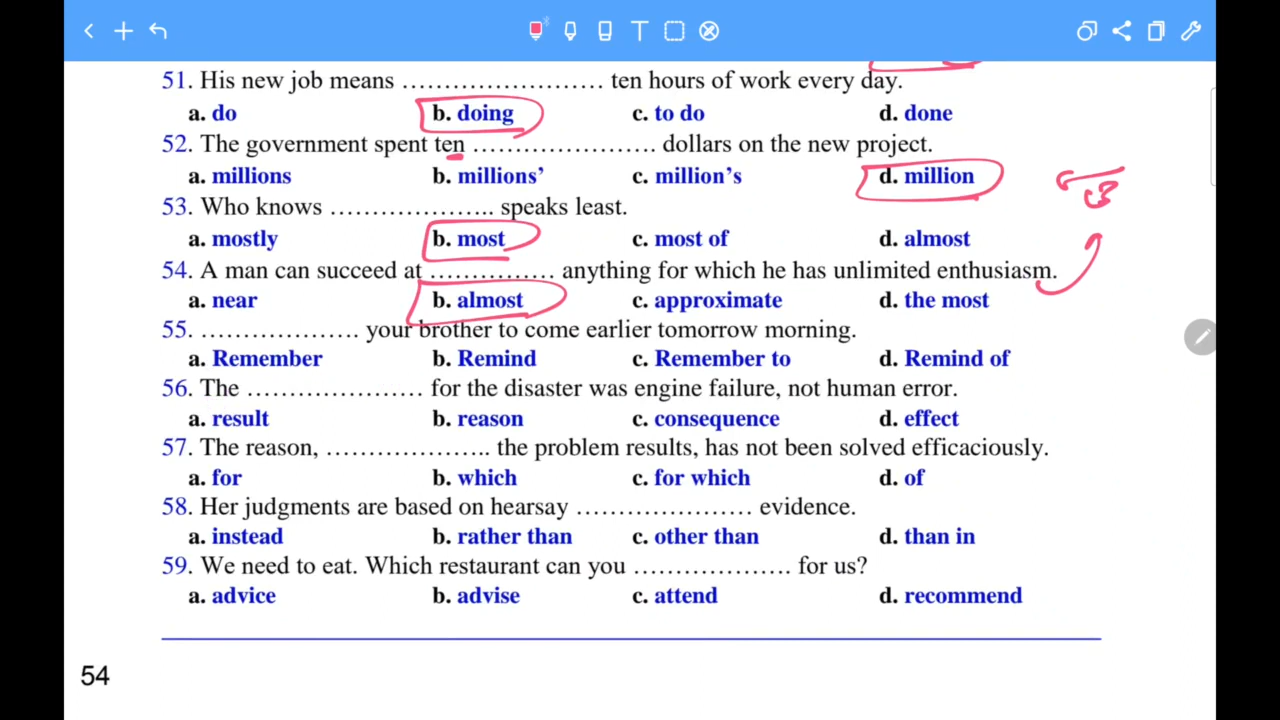 51. His new job means …………………… ten hours of work every day.
a. do b. doing c. to do d. done
52. The government spent ten ………………… dollars on the new project.
a. millions b. millions’ c. million’s d. million
53. Who knows ……………….. speaks least.
a. mostly b. most c. most of d. almost
54. A man can succeed at …………… anything for which he has unlimited enthusiasm.
a. near b. almost c. approximate d. the most
55. ………………. your brother to come earlier tomorrow morning.
a. Remember b. Remind c. Remember to d. Remind of
56. The ………………… for the disaster was engine failure, not human error.
a. result b. reason c. consequence d. effect
57. The reason, ……………….. the problem results, has not been solved efficaciously.
a. for b. which c. for which d. of
58. Her judgments are based on hearsay ………………… evidence.
a. instead b. rather than c. other than d. than in
59. We need to eat. Which restaurant can you ………………. for us?
a. advice b. advise c. attend d. recommend
54